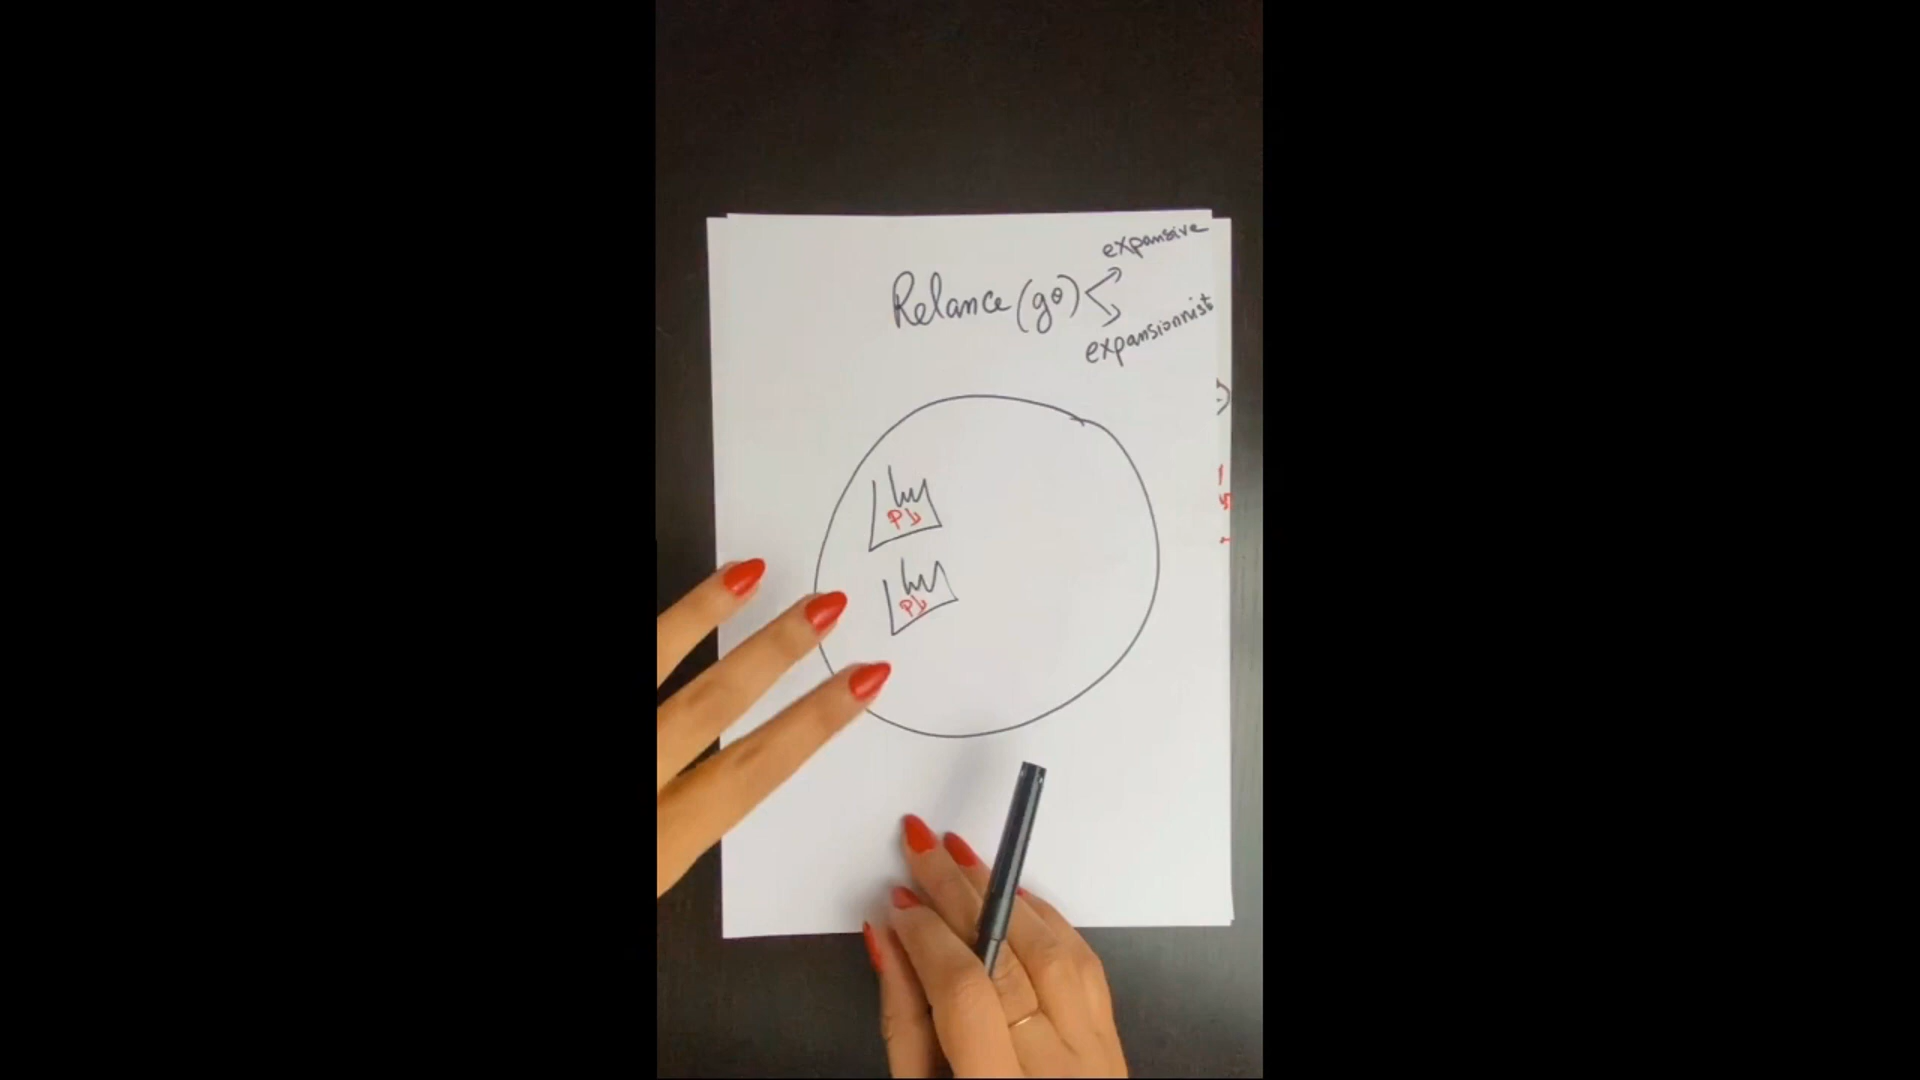 expansive
Relance (go)
expansionnist
P↓
P↓